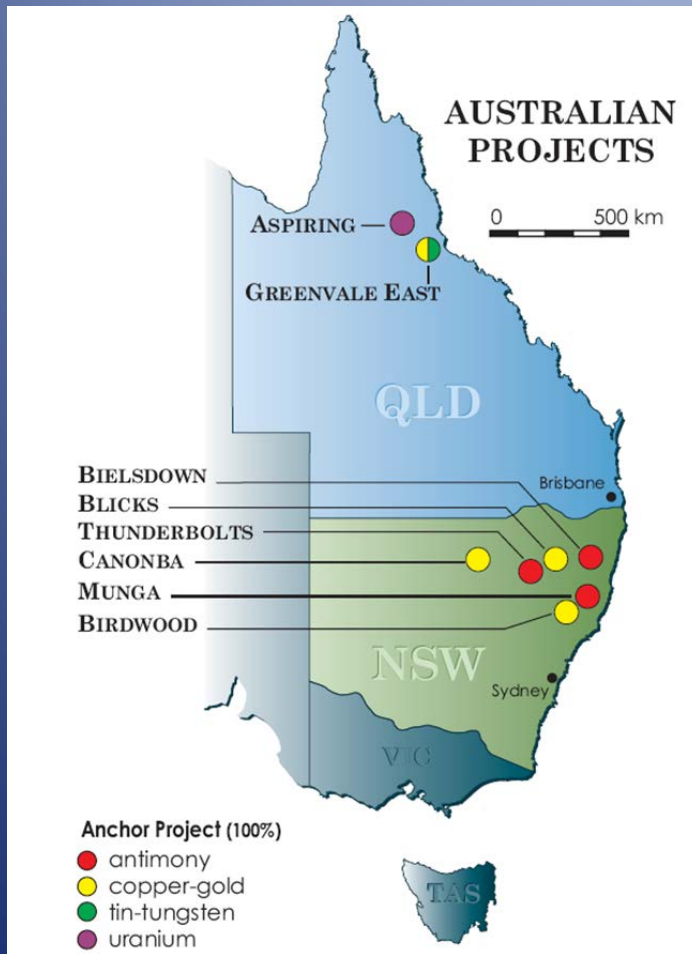 AUSTRALIAN
PROJECTS
0 500 km
ASPIRING
GREENVALE EAST
QLD
BIELSDOWN
Brisbane
BLICKS
THUNDERBOLTS
CANONBA
MUNGA
BIRDWOOD
NSW
Sydney
VIC
Anchor Project (100%)
antimony
copper-gold
tin-tungsten
uranium
TAS